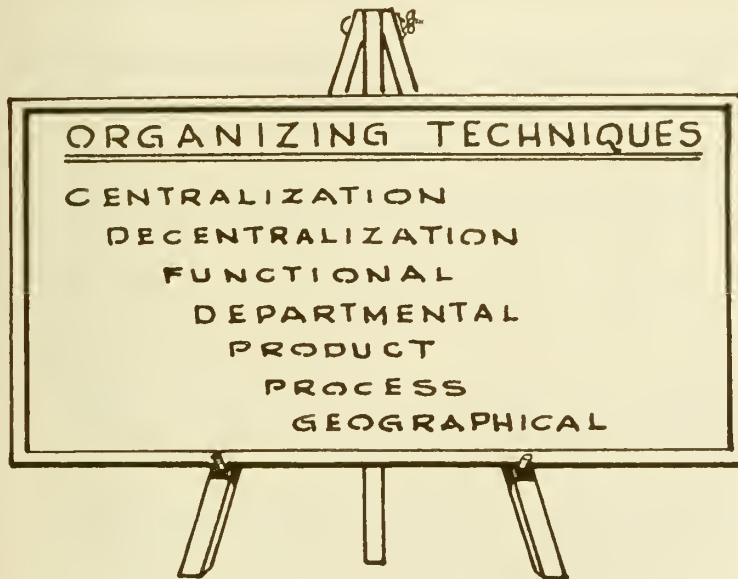 ORGANIZING TECHNIQUES
CENTRALIZATION
DECENTRALIZATION
FUNCTIONAL
DEPARTMENTAL
PRODUCT
PROCESS
GEOGRAPHICAL